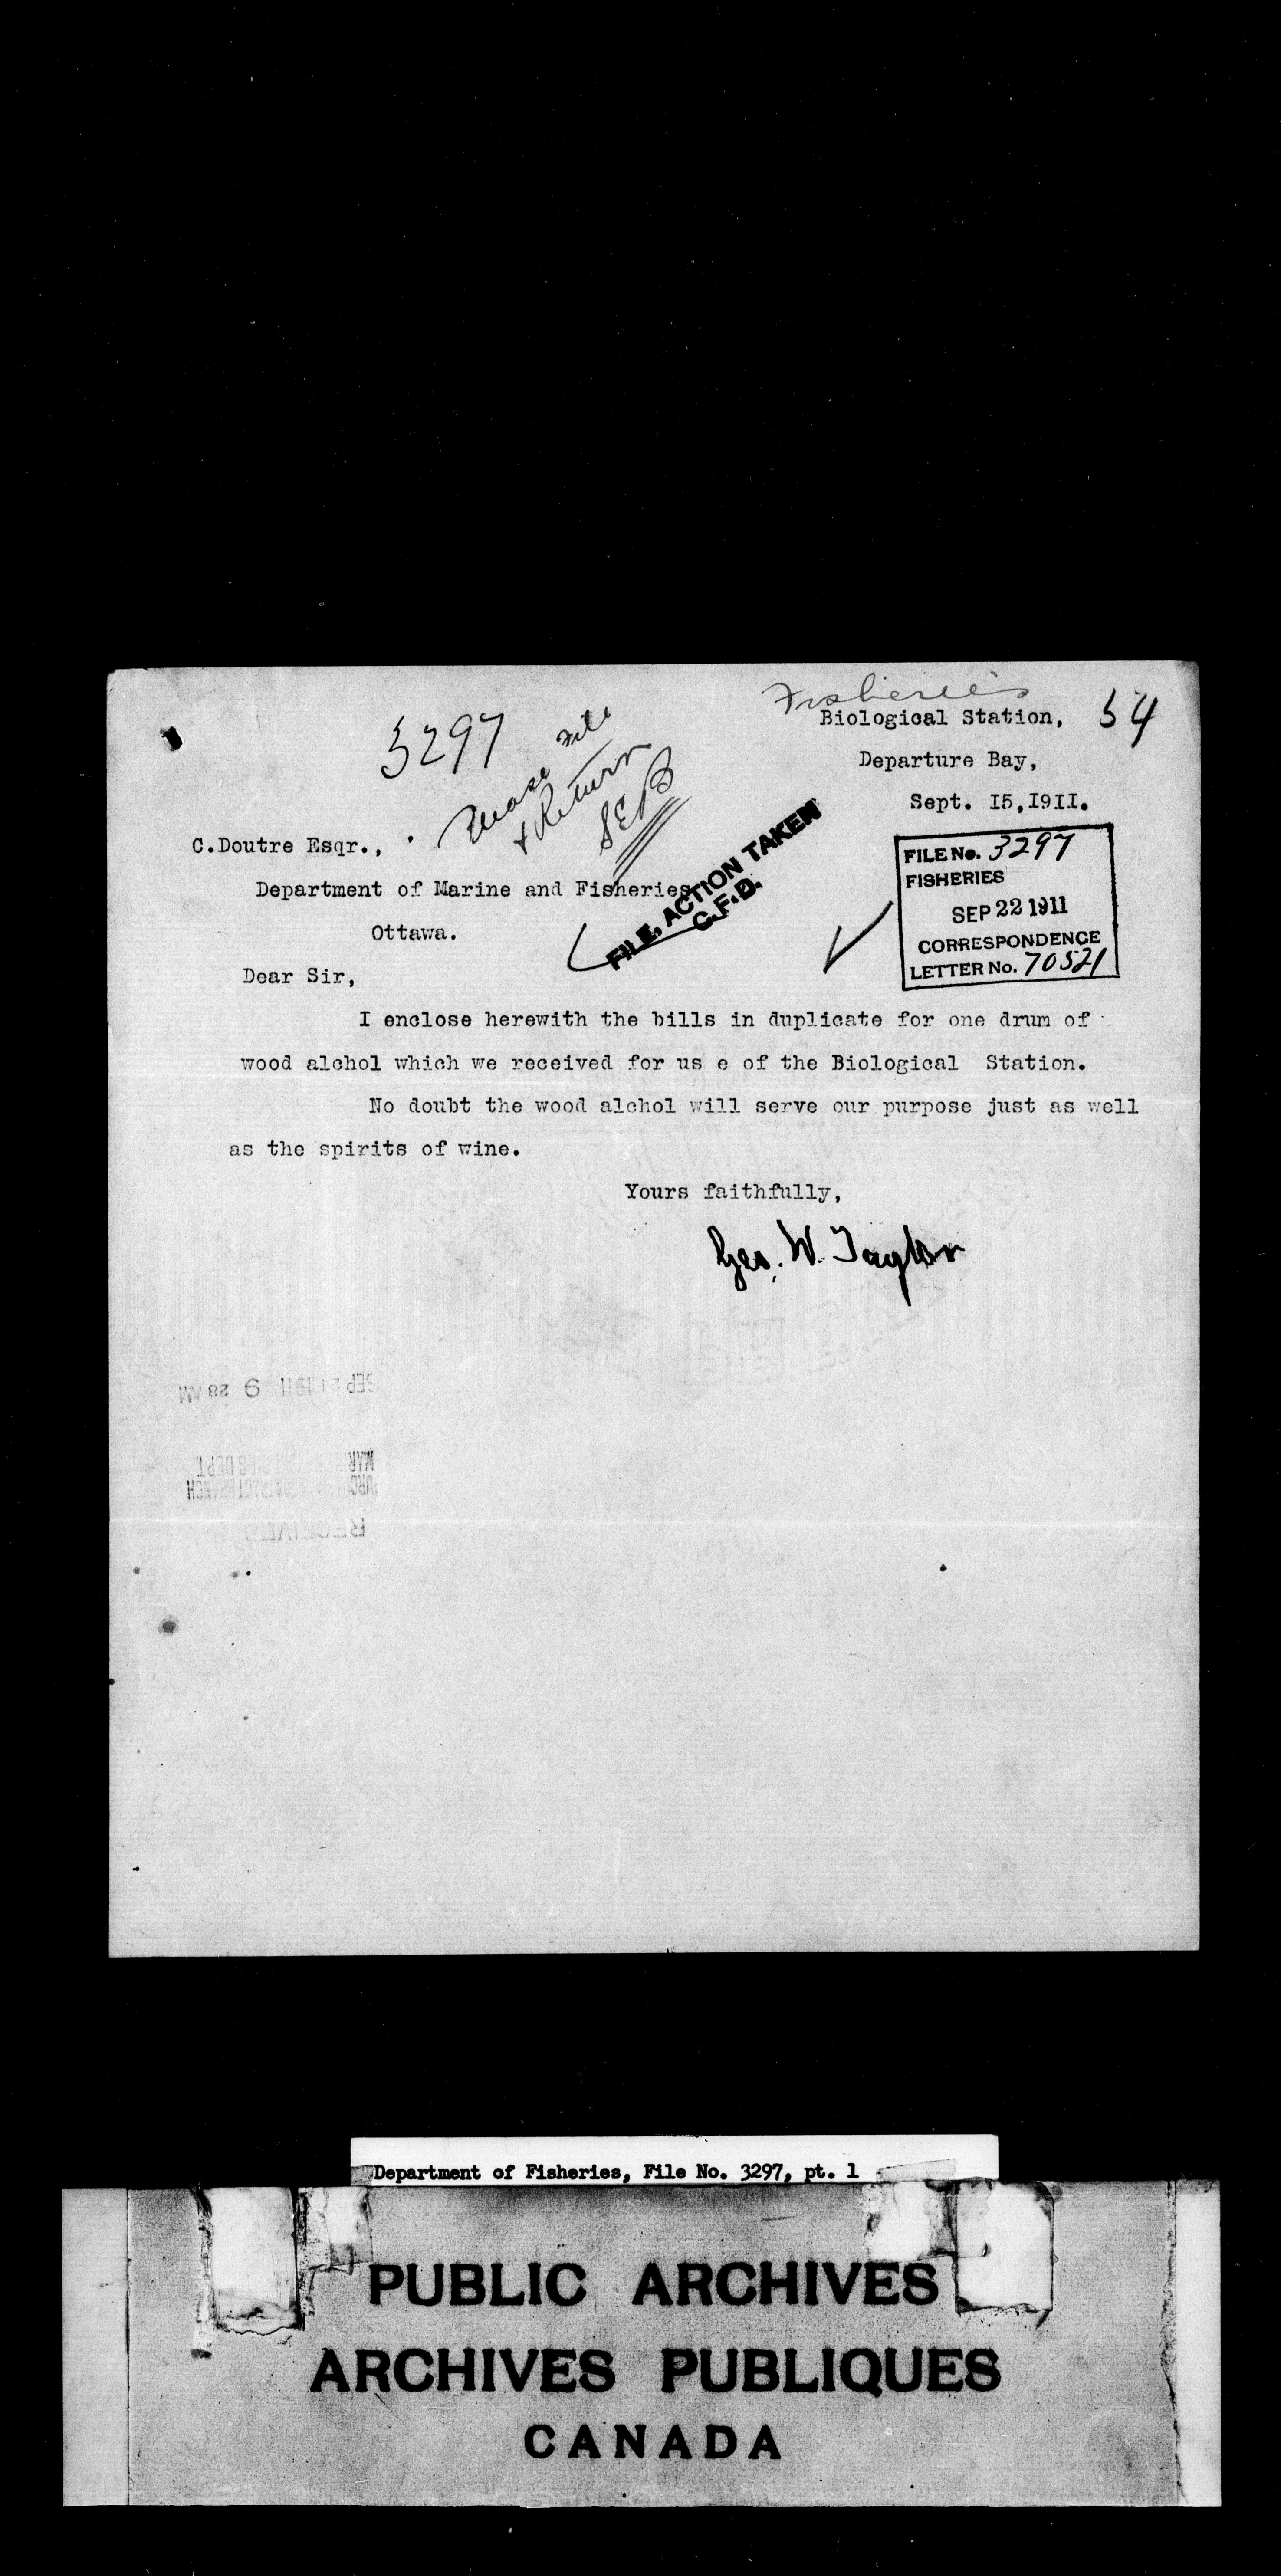 Fisheries
Biological Station, 54
3297
Departure Bay,
Please file
& Return
SEB
Sept. 15,1911.
C.Doutre Esqr.,
Department of Marine and Fisheries
Ottawa.
FILE, ACTION TAKEN
C.F.D.
FILE No. 3297
FISHERIES
SEP 22 1911
CORRESPONDENCE
LETTER No. 70521
Dear Sir,
I enclose herewith the bills in duplicate for one drum of
wood alchol which we received for us e of the Biological Station.
No doubt the wood alchol will serve our purpose just as well
as the spirits of wine.
Yours faithfully,
Geo. W. Taylor
Department of Fisheries, File No. 3297, pt. 1
PUBLIC ARCHIVES
ARCHIVES PUBLIQUES
CANADA